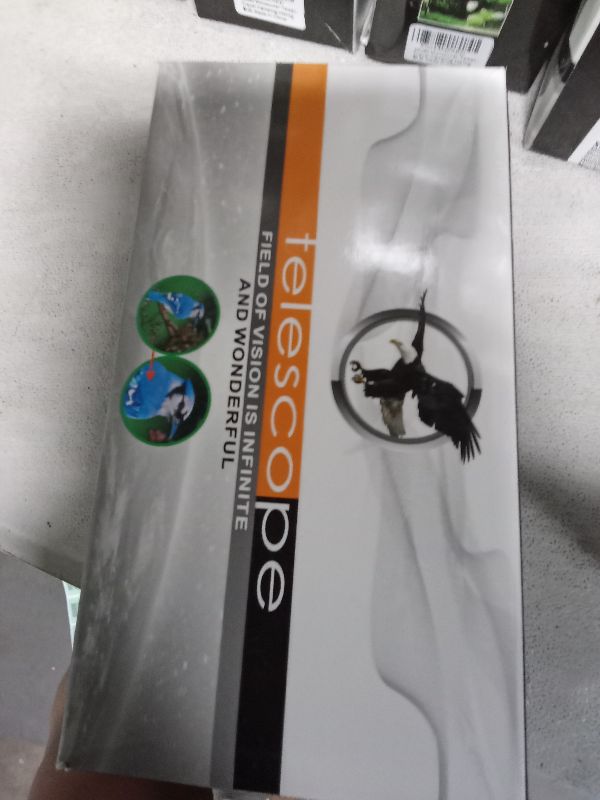 telescope
FIELD OF VISION IS INFINITE
AND WONDERFUL